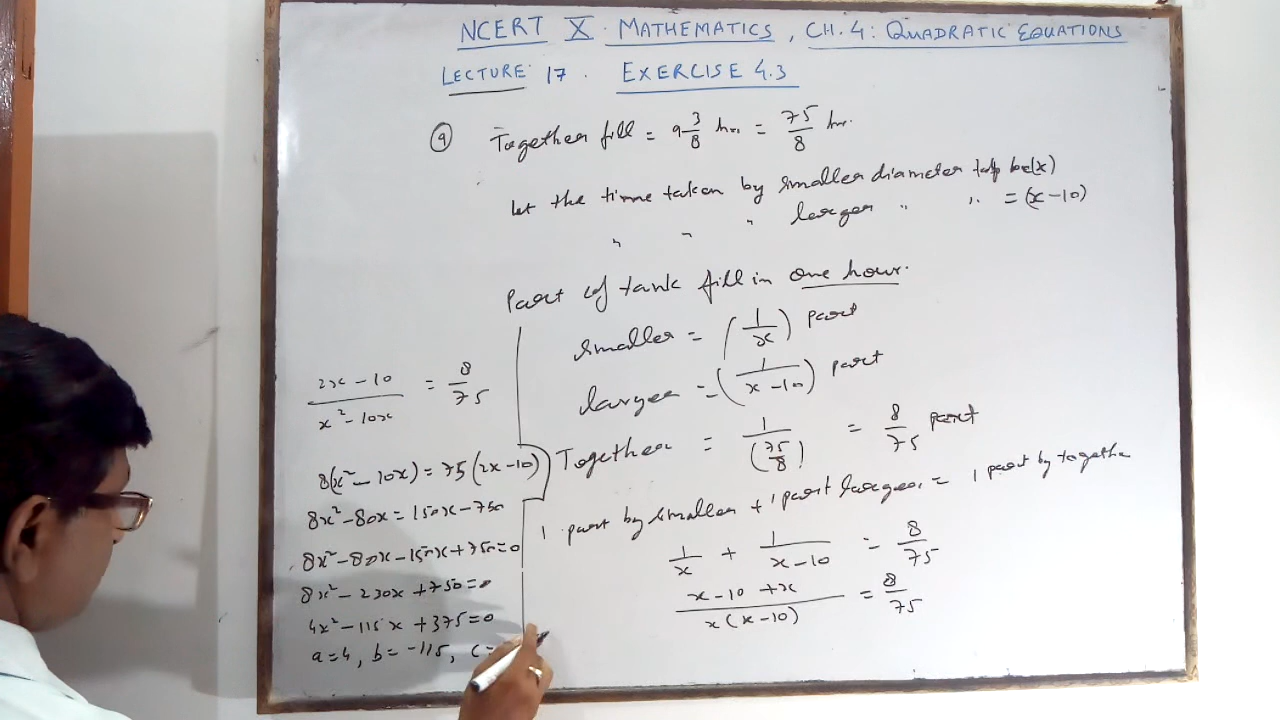 NCERT X. MATHEMATICS, CH.4: QUADRATIC EQUATIONS
LECTURE: 17. EXERCISE 4.3
9 Together fill = 9 3/8 hr. = 75/8 hr.
Let the time taken by smaller diameter tap be (x)
" " " larger " " = (x-10)
Part of tank fill in one hour.
smaller = (1/x) part
larger = (1/(x-10)) part
Together = 1/(75/8) = 8/75 part
1 part by smaller + 1 part larger = 1 part by together
1/x + 1/(x-10) = 8/75
(x-10+x)/(x(x-10)) = 8/75
(2x-10)/(x²-10x) = 8/75
8(x²-10x) = 75(2x-10)
8x²-80x = 150x-750
8x²-80x-150x+750=0
8x²-230x+750=0
4x²-115x+375=0
a=4, b=-115, c=